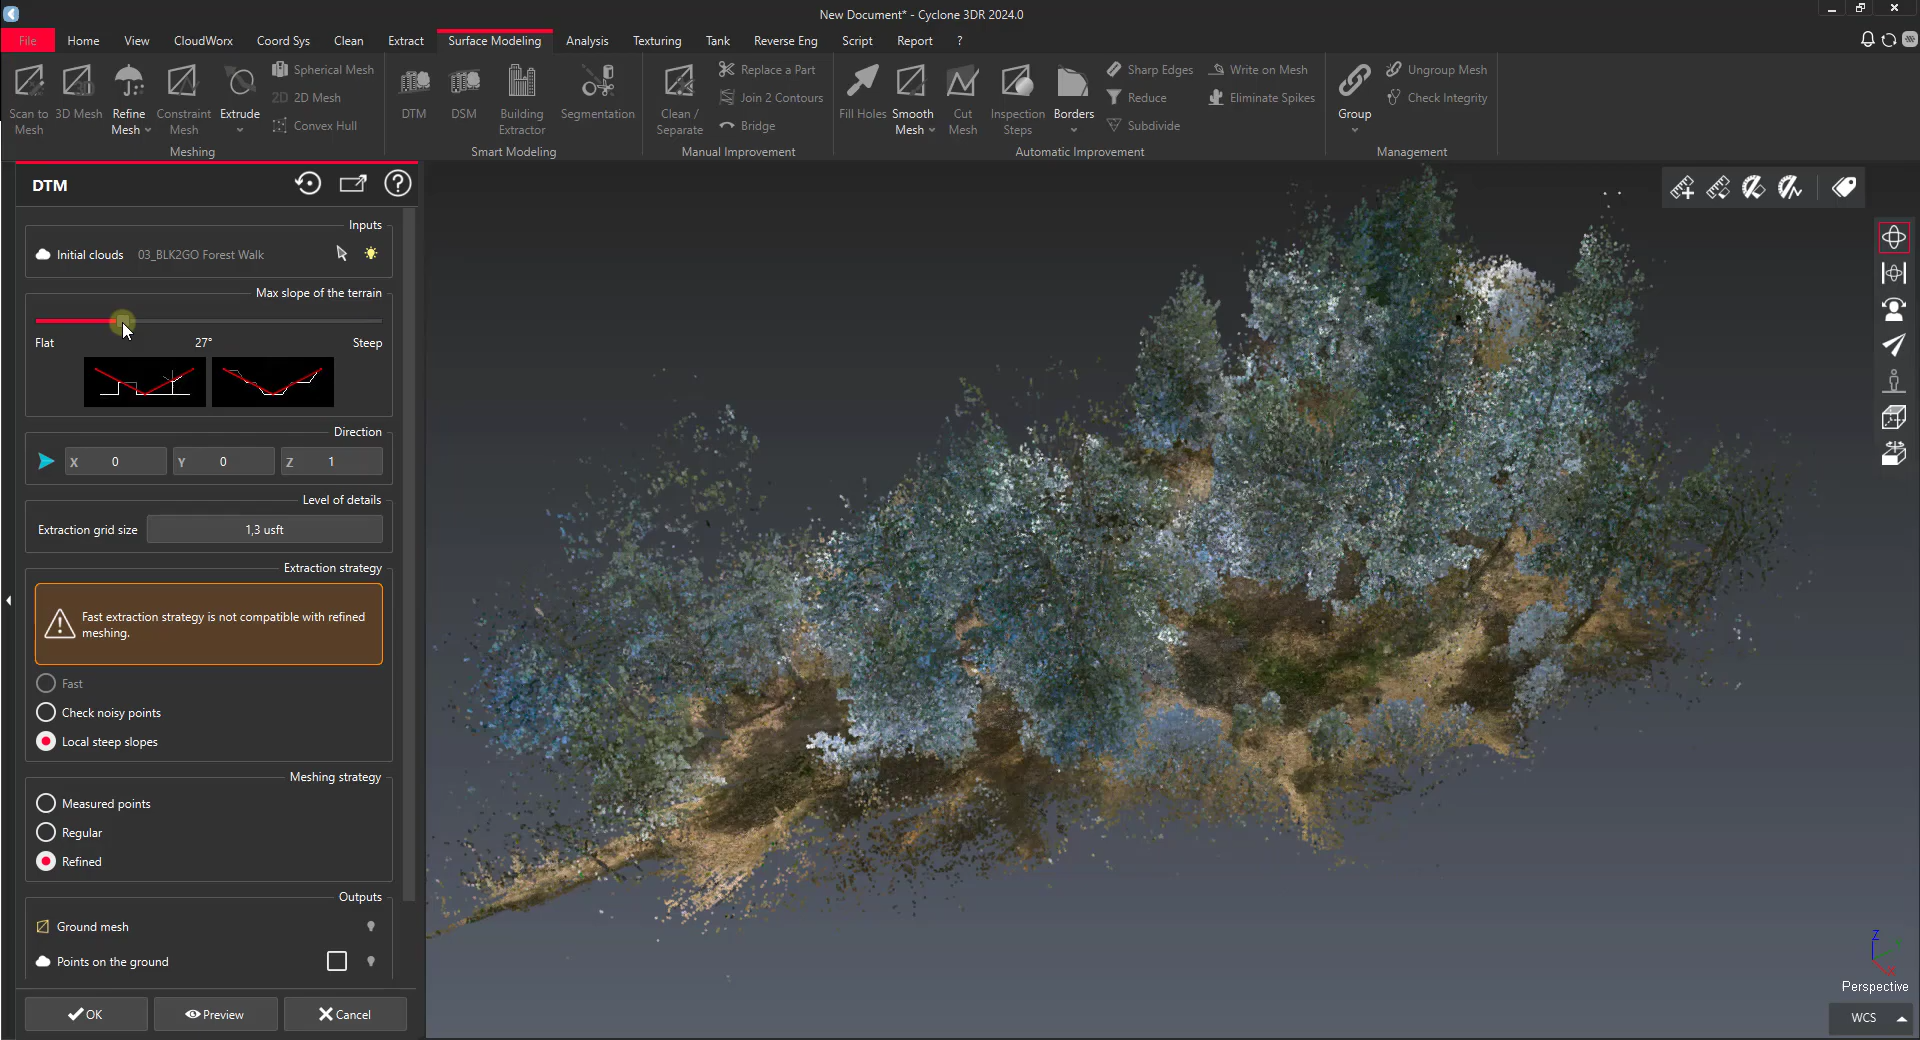 New Document* - Cyclone 3DR 2024.0
File Home View CloudWorx Coord Sys Clean Extract Surface Modeling Analysis Texturing Tank Reverse Eng Script Report ?
Scan to Mesh
3D Mesh
Refine Mesh
Constraint Mesh
Extrude
Spherical Mesh
2D 2D Mesh
Convex Hull
Meshing
DTM
DSM
Building Extractor
Segmentation
Smart Modeling
Clean / Separate
Replace a Part
Join 2 Contours
Bridge
Manual Improvement
Fill Holes
Smooth Mesh
Cut Mesh
Inspection Steps
Borders
Sharp Edges
Reduce
Subdivide
Write on Mesh
Eliminate Spikes
Automatic Improvement
Group
Ungroup Mesh
Check Integrity
Management
DTM
Inputs
Initial clouds 03_BLK2GO Forest Walk
Max slope of the terrain
Flat 27° Steep
Direction
X 0 Y 0 Z 1
Level of details
Extraction grid size 1,3 usft
Extraction strategy
Fast extraction strategy is not compatible with refined
meshing.
Fast
Check noisy points
Local steep slopes
Meshing strategy
Measured points
Regular
Refined
Outputs
Ground mesh
Points on the ground
OK Preview Cancel
Z
X
Perspective
WCS